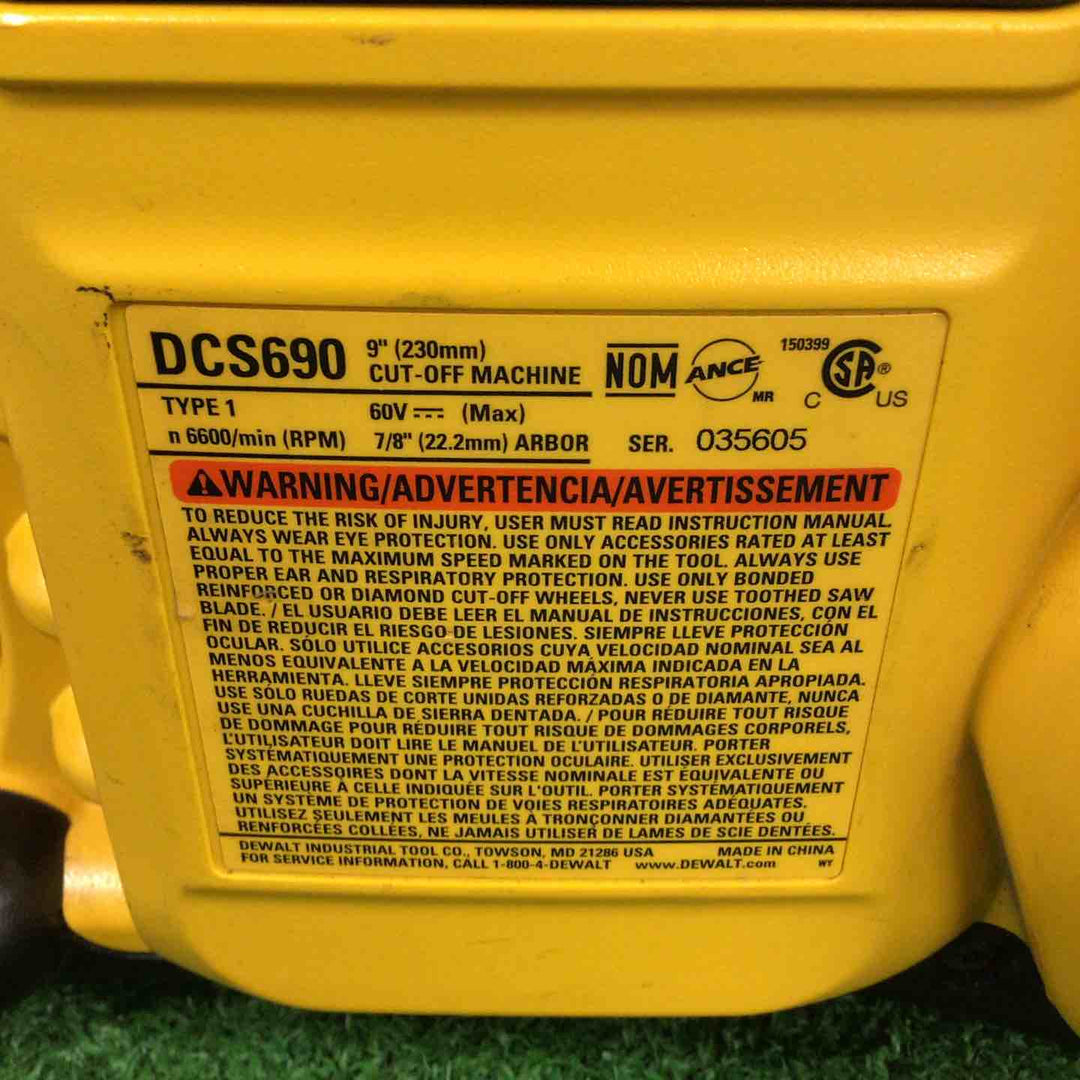 DCS690 9" (230mm)
CUT-OFF MACHINE
NOM ANCE MR 150399 SA® C US
TYPE 1 60V (Max)
n 6600/min (RPM) 7/8" (22.2mm) ARBOR SER. 035605
WARNING/ADVERTENCIA/AVERTISSEMENT
TO REDUCE THE RISK OF INJURY, USER MUST READ INSTRUCTION MANUAL.
ALWAYS WEAR EYE PROTECTION. USE ONLY ACCESSORIES RATED AT LEAST
EQUAL TO THE MAXIMUM SPEED MARKED ON THE TOOL. ALWAYS USE
PROPER EAR AND RESPIRATORY PROTECTION. USE ONLY BONDED
REINFORCED OR DIAMOND CUT-OFF WHEELS, NEVER USE TOOTHED SAW
BLADE. / EL USUARIO DEBE LEER EL MANUAL DE INSTRUCCIONES, CON EL
FIN DE REDUCIR EL RIESGO DE LESIONES. SIEMPRE LLEVE PROTECCIÓN
OCULAR. SÓLO UTILICE ACCESORIOS CUYA VELOCIDAD NOMINAL SEA AL
MENOS EQUIVALENTE A LA VELOCIDAD MÁXIMA INDICADA EN LA
HERRAMIENTA. LLEVE SIEMPRE PROTECCIÓN RESPIRATORIA APROPIADA.
USE SÓLO RUEDAS DE CORTE UNIDAS REFORZADAS O DE DIAMANTE, NUNCA
USE UNA CUCHILLA DE SIERRA DENTADA. / POUR RÉDUIRE TOUT RISQUE
DE DOMMAGE POUR RÉDUIRE TOUT RISQUE DE DOMMAGES CORPORELS,
L'UTILISATEUR DOIT LIRE LE MANUEL DE L'UTILISATEUR. PORTER
SYSTÉMATIQUEMENT UNE PROTECTION OCULAIRE. UTILISER EXCLUSIVEMENT
DES ACCESSOIRES DONT LA VITESSE NOMINALE EST ÉQUIVALENTE OU
SUPÉRIEURE À CELLE INDIQUÉE SUR L'OUTIL. PORTER SYSTÉMATIQUEMENT
UN SYSTÈME DE PROTECTION DE VOIES RESPIRATOIRES ADÉQUATES.
UTILISEZ SEULEMENT LES MEULES À TRONÇONNER DIAMANTÉES OU
RENFORCÉES COLLÉES, NE JAMAIS UTILISER DE LAMES DE SCIE DENTÉES.
DEWALT INDUSTRIAL TOOL CO., TOWSON, MD 21286 USA MADE IN CHINA
FOR SERVICE INFORMATION, CALL 1-800-4-DEWALT www.DEWALT.com WY